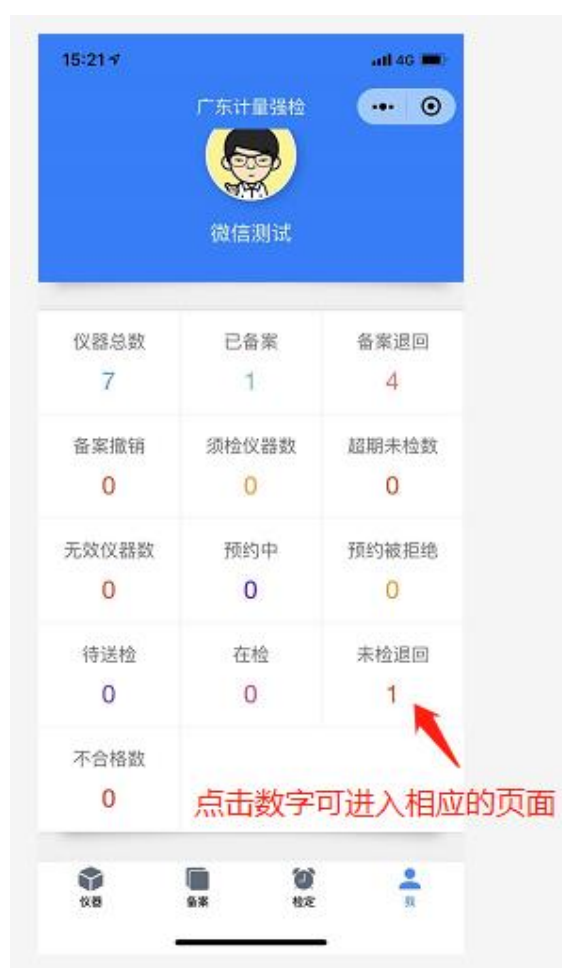 15:21 4G
广东计量强检
微信测试
仪器总数 已备案 备案退回
7 1 4
备案撤销 须检仪器数 超期未检数
0 0 0
无效仪器数 预约中 预约被拒绝
0 0 0
待送检 在检 未检退回
0 0 1
不合格数
0
点击数字可进入相应的页面
仪器 备案 检定 我